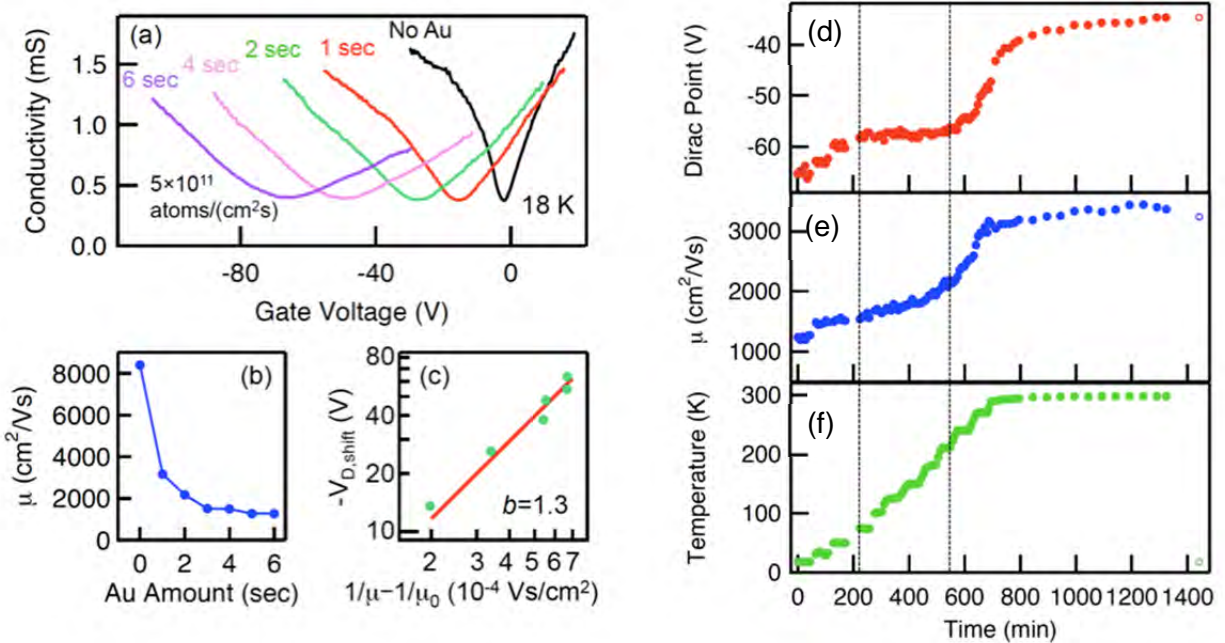 (a)
No Au
1 sec
2 sec
4 sec
6 sec
5×10¹¹
atoms/(cm²s)
18 K
Conductivity (mS)
1.5
1.0
0.5
0.0
-80
-40
0
Gate Voltage (V)
(b)
μ (cm²/Vs)
8000
6000
4000
2000
0
0
2
4
6
Au Amount (sec)
(c)
-V_D,shift (V)
80
40
20
10
b=1.3
2
3
4
5
6
7
1/μ−1/μ₀ (10⁻⁴ Vs/cm²)
(d)
Dirac Point (V)
-40
-50
-60
(e)
μ (cm²/Vs)
3000
2000
1000
(f)
Temperature (K)
300
200
100
0
0
200
400
600
800
1000
1200
1400
Time (min)